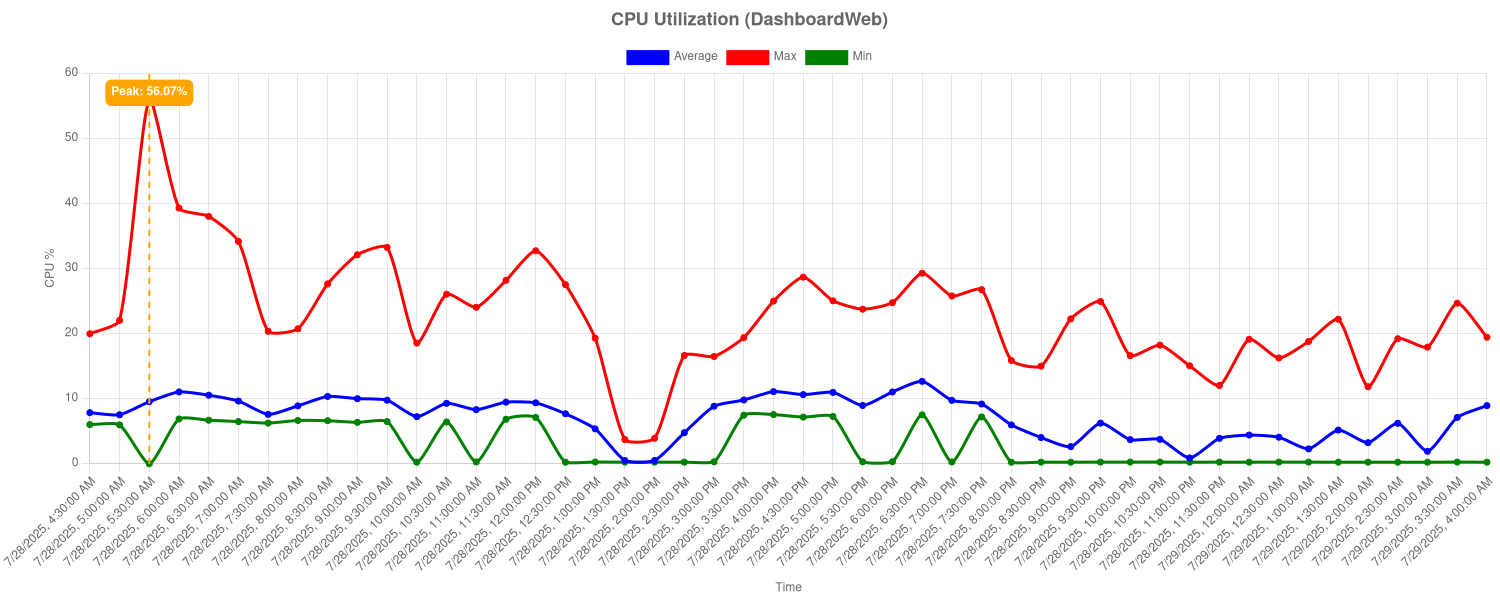 CPU Utilization (DashboardWeb)
Average Max Min
60
Peak: 56.07%
50
40
30
20
10
0
CPU %
7/28/2025, 4:30:00 AM
7/28/2025, 5:00:00 AM
7/28/2025, 5:30:00 AM
7/28/2025, 6:00:00 AM
7/28/2025, 6:30:00 AM
7/28/2025, 7:00:00 AM
7/28/2025, 7:30:00 AM
7/28/2025, 8:00:00 AM
7/28/2025, 8:30:00 AM
7/28/2025, 9:00:00 AM
7/28/2025, 9:30:00 AM
7/28/2025, 10:00:00 AM
7/28/2025, 10:30:00 AM
7/28/2025, 11:00:00 AM
7/28/2025, 11:30:00 AM
7/28/2025, 12:00:00 PM
7/28/2025, 12:30:00 PM
7/28/2025, 1:00:00 PM
7/28/2025, 1:30:00 PM
7/28/2025, 2:00:00 PM
7/28/2025, 2:30:00 PM
7/28/2025, 3:00:00 PM
7/28/2025, 3:30:00 PM
7/28/2025, 4:00:00 PM
7/28/2025, 4:30:00 PM
7/28/2025, 5:00:00 PM
7/28/2025, 5:30:00 PM
7/28/2025, 6:00:00 PM
7/28/2025, 6:30:00 PM
7/28/2025, 7:00:00 PM
7/28/2025, 7:30:00 PM
7/28/2025, 8:00:00 PM
7/28/2025, 8:30:00 PM
7/28/2025, 9:00:00 PM
7/28/2025, 9:30:00 PM
7/28/2025, 10:00:00 PM
7/28/2025, 10:30:00 PM
7/28/2025, 11:00:00 PM
7/28/2025, 11:30:00 PM
7/29/2025, 12:00:00 AM
7/29/2025, 12:30:00 AM
7/29/2025, 1:00:00 AM
7/29/2025, 1:30:00 AM
7/29/2025, 2:00:00 AM
7/29/2025, 2:30:00 AM
7/29/2025, 3:00:00 AM
7/29/2025, 3:30:00 AM
7/29/2025, 4:00:00 AM
Time